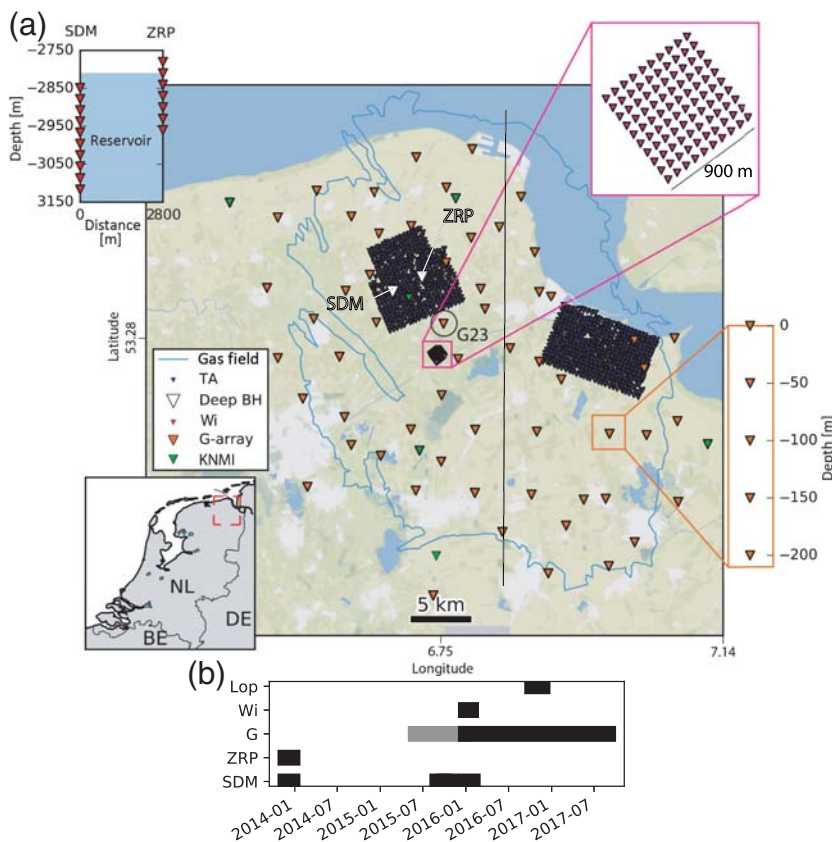 (a)
SDM
ZRP
−2750
−2850
−2950
−3050
3150
Depth [m]
Reservoir
0
2800
Distance
[m]
900 m
ZRP
SDM
G23
Latitude
53.28
Gas field
TA
Deep BH
Wi
G-array
KNMI
0
−50
−100
−150
−200
Depth [m]
NL
DE
BE
5 km
6.75
7.14
Longitude
(b)
Lop
Wi
G
ZRP
SDM
2014-01
2014-07
2015-01
2015-07
2016-01
2016-07
2017-01
2017-07